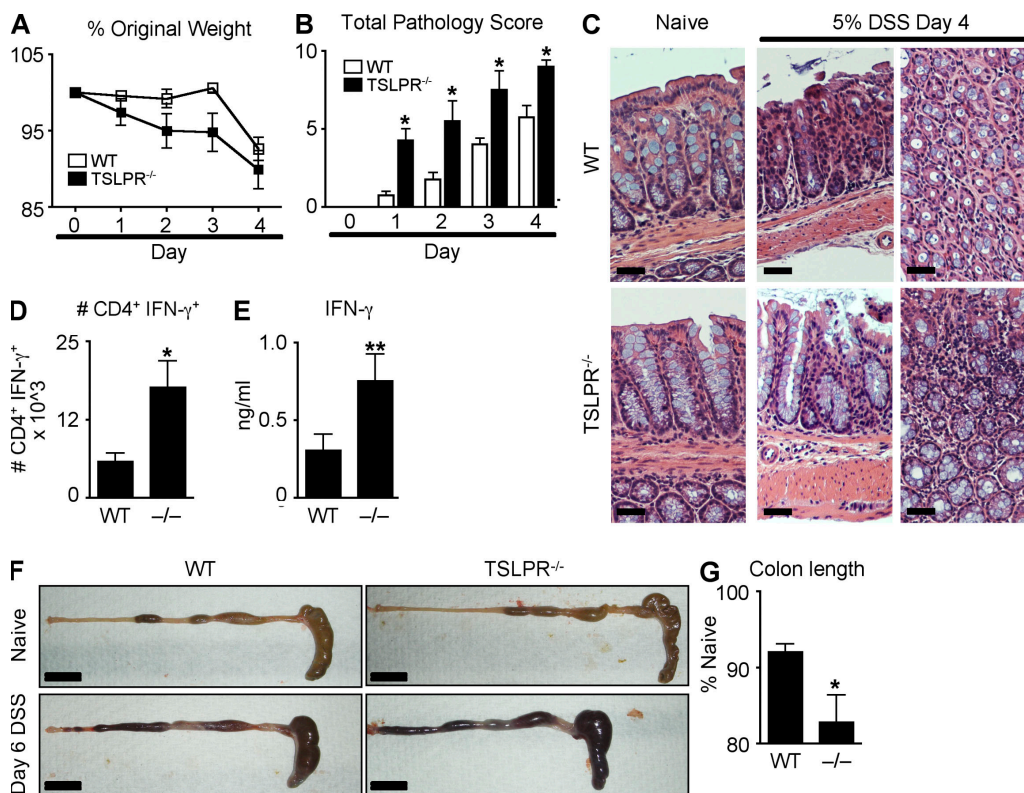 A
% Original Weight
105
95
85
WT
TSLPR⁻/⁻
0 1 2 3 4
Day
B
Total Pathology Score
10
5
0
WT
TSLPR⁻/⁻
* * * *
0 1 2 3 4
Day
C
Naive
5% DSS Day 4
WT
TSLPR⁻/⁻
D
# CD4⁺ IFN-γ⁺
# CD4⁺ IFN-γ⁺
x 10^3
25
12
0
*
WT –/–
E
IFN-γ
ng/ml
1.0
0.5
0
**
WT –/–
F
WT
TSLPR⁻/⁻
Naive
Day 6 DSS
G
Colon length
% Naive
100
90
80
*
WT –/–